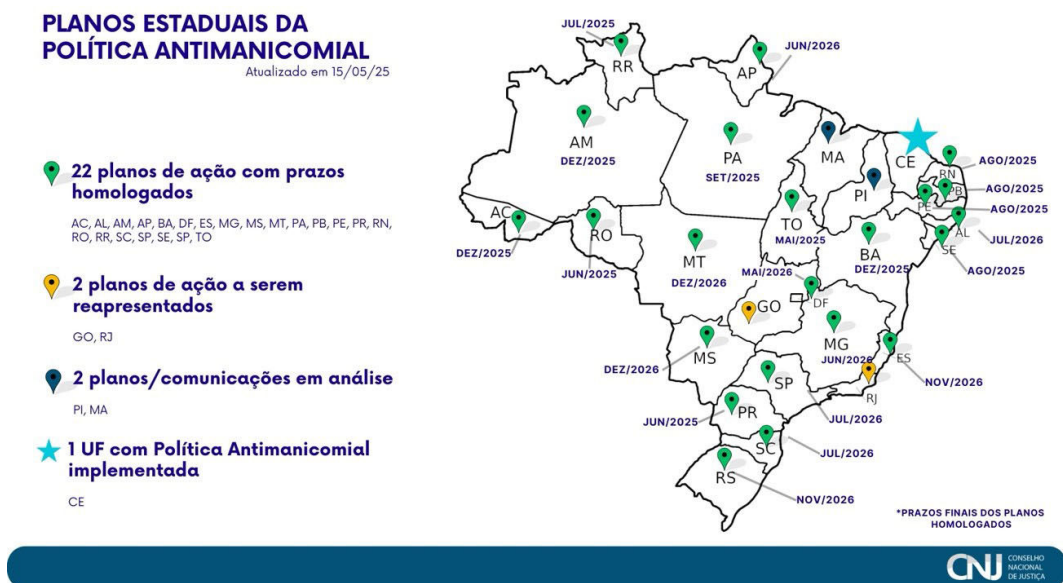 PLANOS ESTADUAIS DA
POLÍTICA ANTIMANICOMIAL
Atualizado em 15/05/25
22 planos de ação com prazos
homologados
AC, AL, AM, AP, BA, DF, ES, MG, MS, MT, PA, PB, PE, PR, RN,
RO, RR, SC, SP, SE, SP, TO
2 planos de ação a serem
reapresentados
GO, RJ
2 planos/comunicações em análise
PI, MA
1 UF com Política Antimanicomial
implementada
CE
JUL/2025
RR
JUN/2026
AP
AM
DEZ/2025
PA
SET/2025
MA
CE
PI
AGO/2025
RN
AGO/2025
PB
AGO/2025
PE
AL
JUL/2026
SE
AGO/2025
AC
DEZ/2025
RO
JUN/2025
TO
MAI/2025
MT
DEZ/2026
BA
DEZ/2025
MAI/2026
DF
GO
MG
JUN/2026
ES
NOV/2026
MS
DEZ/2026
SP
JUL/2026
RJ
PR
JUN/2025
SC
JUL/2026
RS
NOV/2026
*PRAZOS FINAIS DOS PLANOS
HOMOLOGADOS
CNJ
CONSELHO
NACIONAL
DE JUSTIÇA